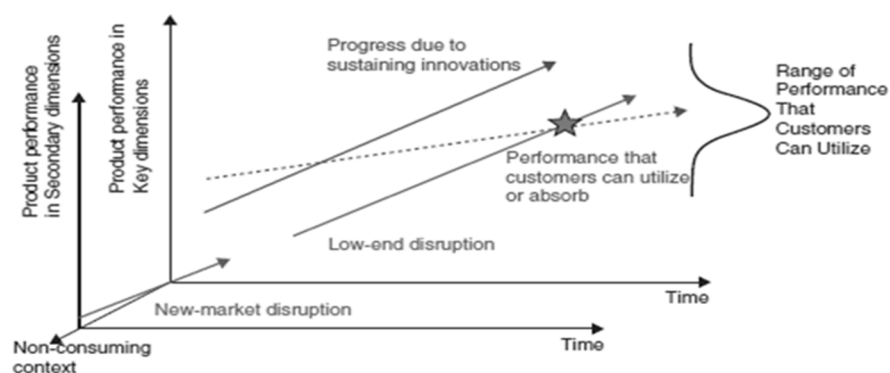 Product performance
in Secondary dimensions
Product performance in
Key dimensions
Progress due to
sustaining innovations
Range of
Performance
That
Customers
Can Utilize
Performance that
customers can utilize
or absorb
Low-end disruption
Time
New-market disruption
Time
Non-consuming
context